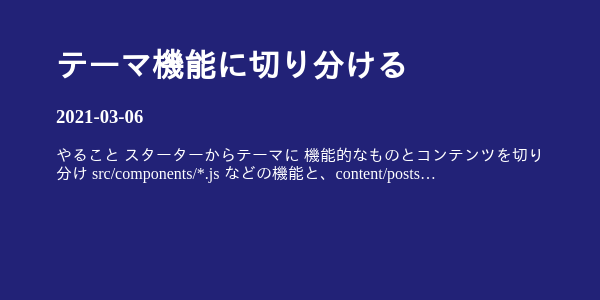 テーマ機能に切り分ける
2021-03-06
やること スターターからテーマに 機能的なものとコンテンツを切り
分け src/components/*.js などの機能と、content/posts…